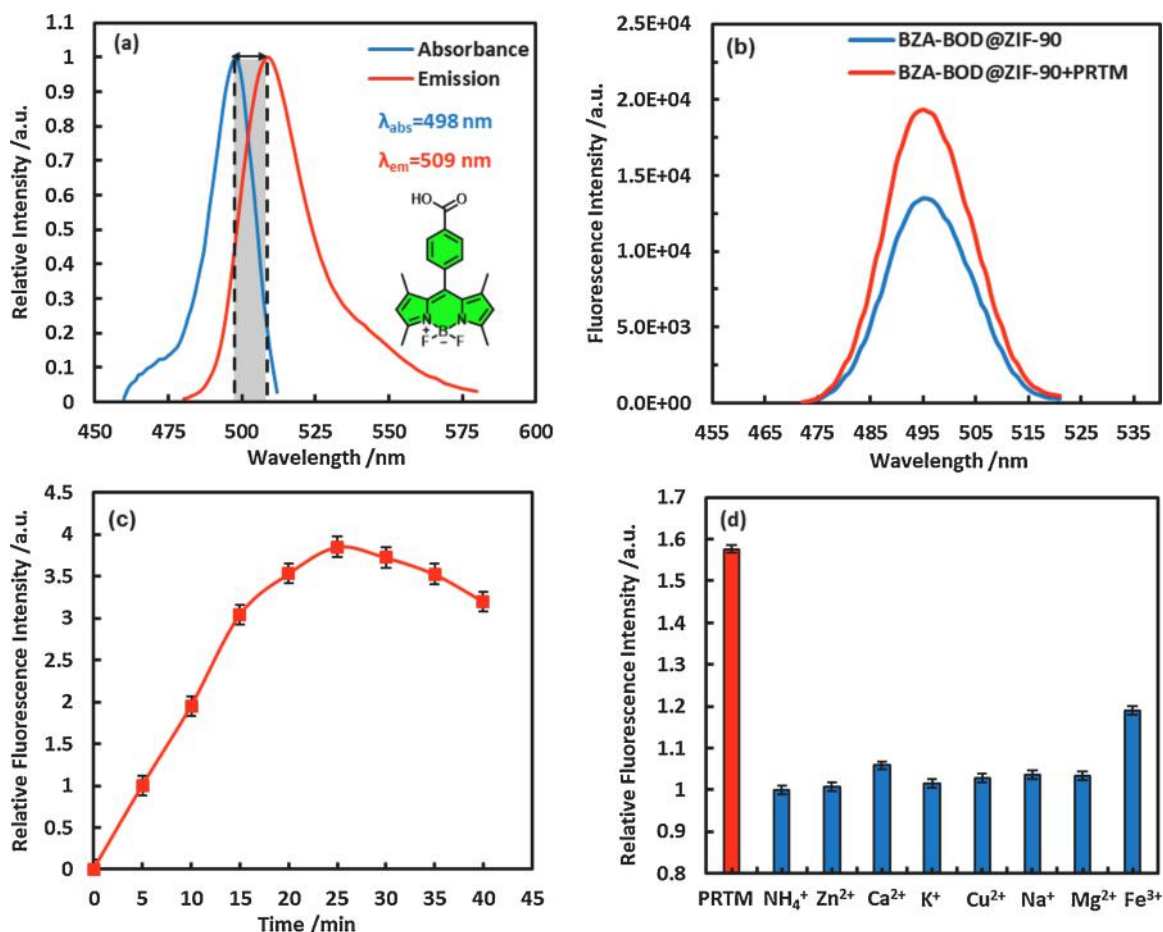 (a)
Absorbance
Emission
λabs=498 nm
λem=509 nm
HO
O
N
+
B
−
N
F
F
1.1
1
0.9
0.8
0.7
0.6
0.5
0.4
0.3
0.2
0.1
0
Relative Intensity /a.u.
450 475 500 525 550 575 600
Wavelength /nm
(b)
BZA-BOD@ZIF-90
BZA-BOD@ZIF-90+PRTM
2.5E+04
2.0E+04
1.5E+04
1.0E+04
5.0E+03
0.0E+00
Fluorescence Intensity /a.u.
455 465 475 485 495 505 515 525 535
Wavelength /nm
(c)
4.5
4
3.5
3
2.5
2
1.5
1
0.5
0
Relative Fluorescence Intensity /a.u.
0 5 10 15 20 25 30 35 40 45
Time /min
(d)
1.7
1.6
1.5
1.4
1.3
1.2
1.1
1
0.9
0.8
Relative Fluorescence Intensity /a.u.
PRTM NH₄⁺ Zn²⁺ Ca²⁺ K⁺ Cu²⁺ Na⁺ Mg²⁺ Fe³⁺